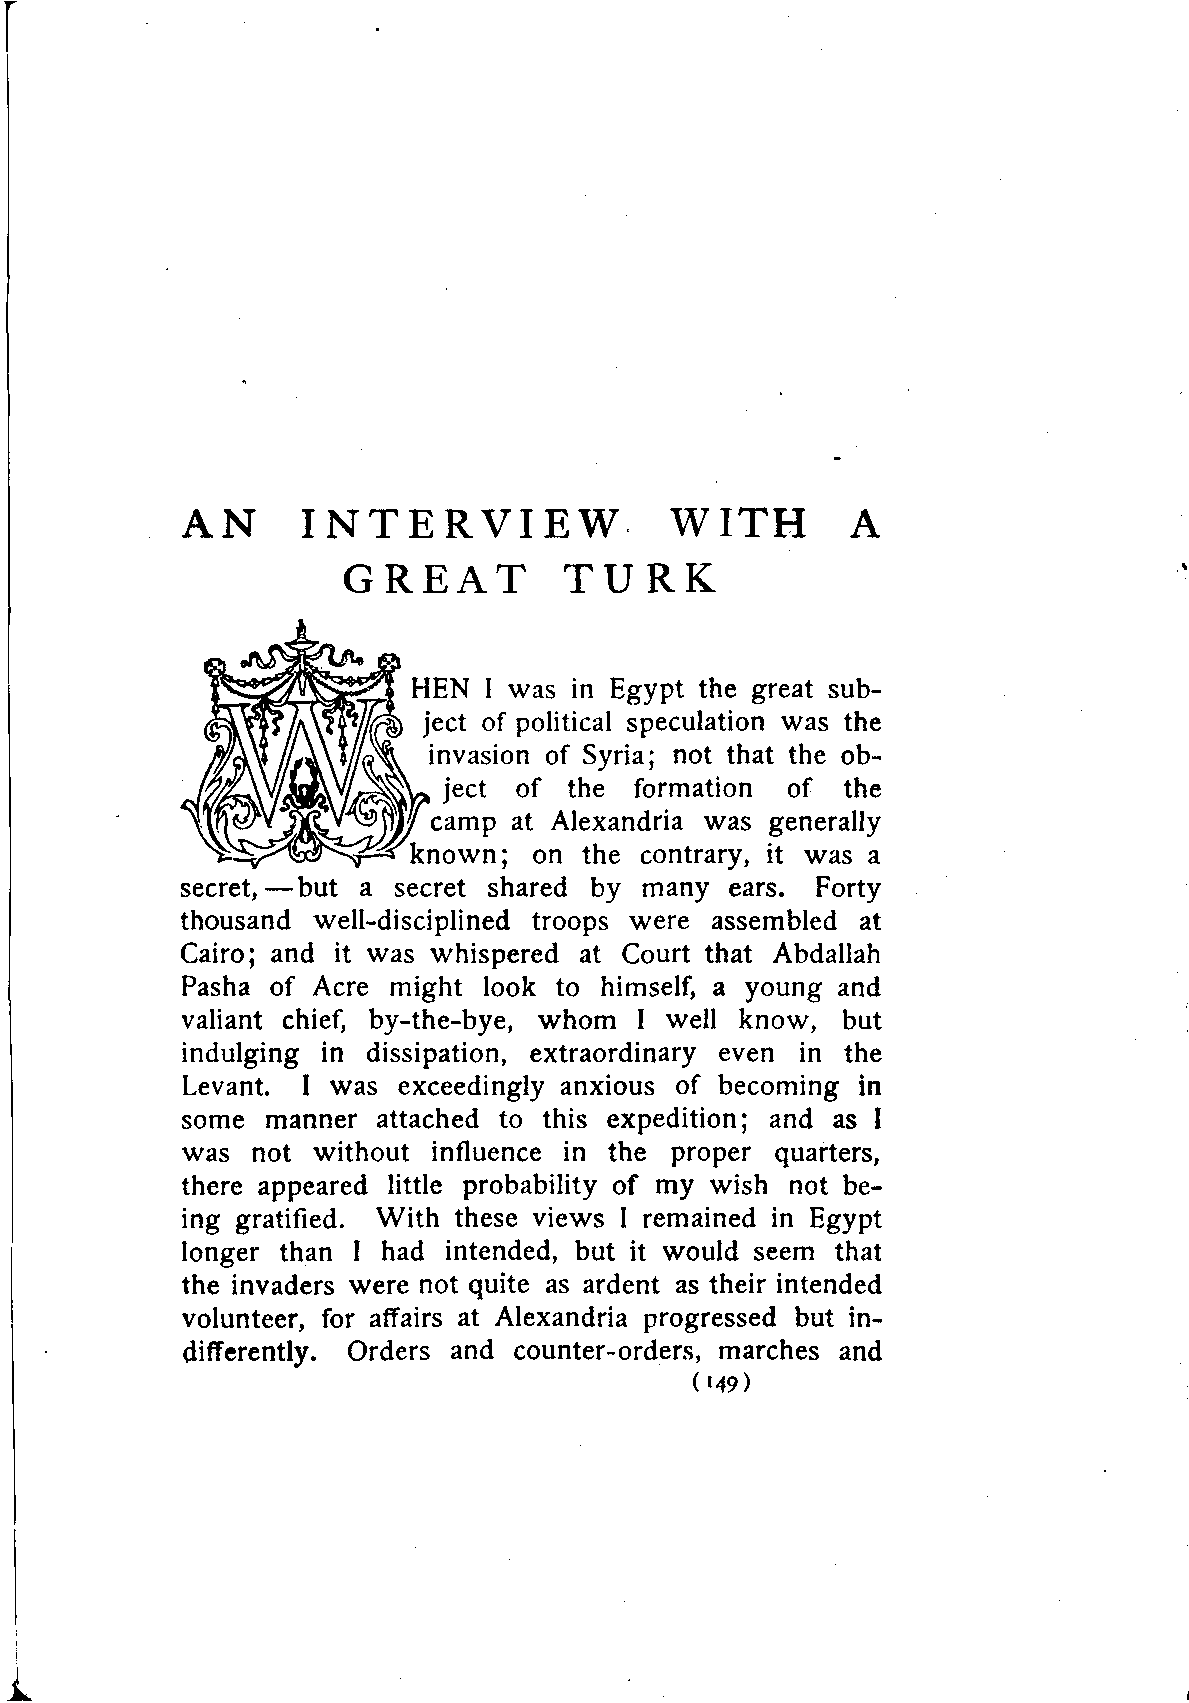 AN INTERVIEW WITH A
GREAT TURK
WHEN I was in Egypt the great sub-
ject of political speculation was the
invasion of Syria; not that the ob-
ject of the formation of the
camp at Alexandria was generally
known; on the contrary, it was a
secret,—but a secret shared by many ears. Forty
thousand well-disciplined troops were assembled at
Cairo; and it was whispered at Court that Abdallah
Pasha of Acre might look to himself, a young and
valiant chief, by-the-bye, whom I well know, but
indulging in dissipation, extraordinary even in the
Levant. I was exceedingly anxious of becoming in
some manner attached to this expedition; and as I
was not without influence in the proper quarters,
there appeared little probability of my wish not be-
ing gratified. With these views I remained in Egypt
longer than I had intended, but it would seem that
the invaders were not quite as ardent as their intended
volunteer, for affairs at Alexandria progressed but in-
differently. Orders and counter-orders, marches and
(149)